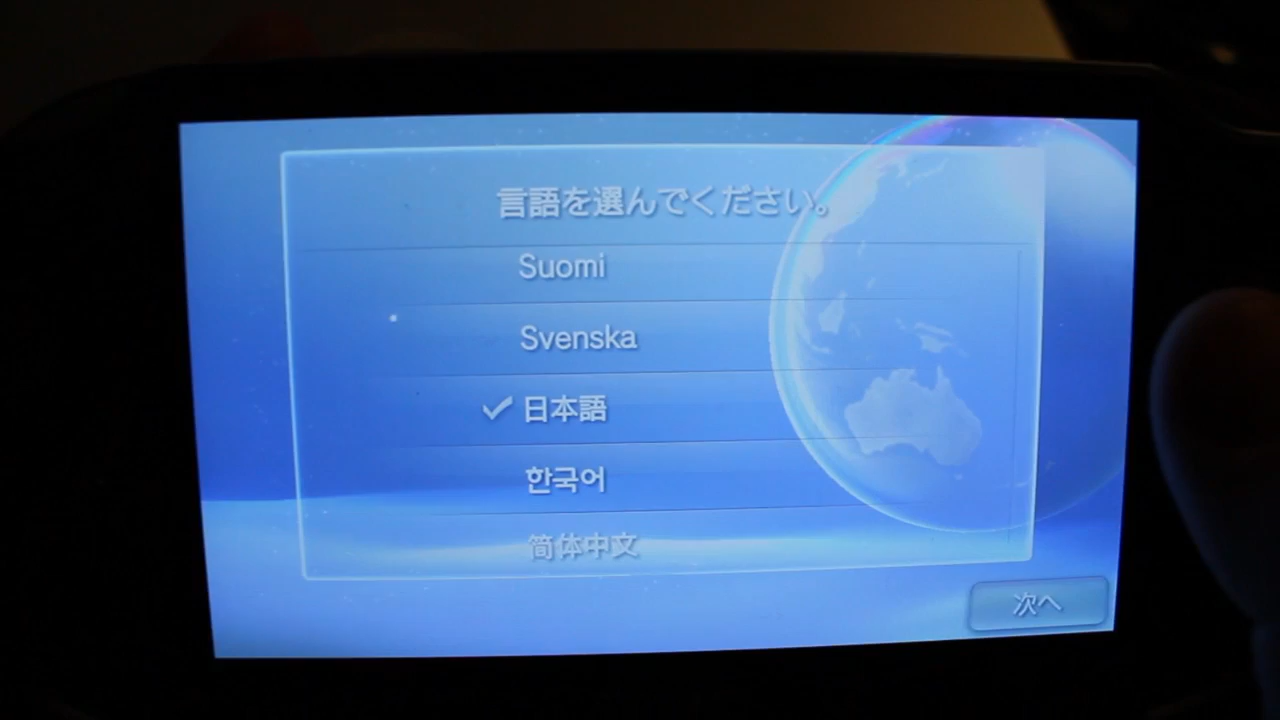 言語を選んでください。
Suomi
Svenska
日本語
한국어
简体中文
次へ